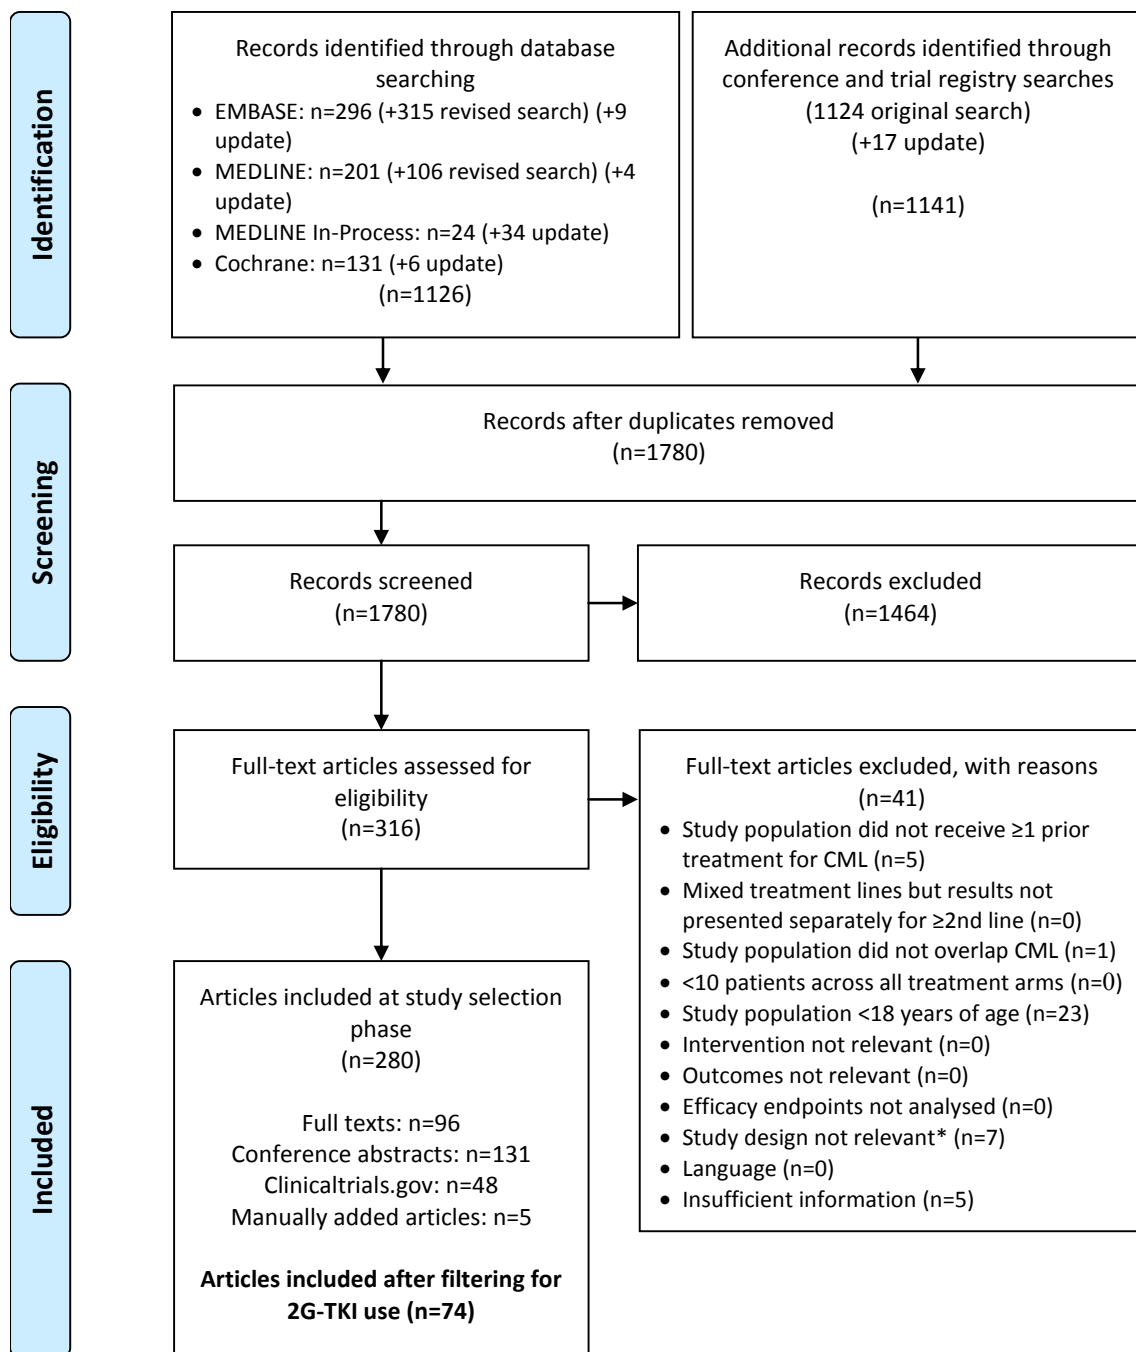 Identification
Records identified through database
searching
• EMBASE: n=296 (+315 revised search) (+9
update)
• MEDLINE: n=201 (+106 revised search) (+4
update)
• MEDLINE In-Process: n=24 (+34 update)
• Cochrane: n=131 (+6 update)
(n=1126)
Additional records identified through
conference and trial registry searches
(1124 original search)
(+17 update)
(n=1141)
Screening
Records after duplicates removed
(n=1780)
Records screened
(n=1780)
Records excluded
(n=1464)
Eligibility
Full-text articles assessed for
eligibility
(n=316)
Full-text articles excluded, with reasons
(n=41)
• Study population did not receive ≥1 prior
treatment for CML (n=5)
• Mixed treatment lines but results not
presented separately for ≥2nd line (n=0)
• Study population did not overlap CML (n=1)
• <10 patients across all treatment arms (n=0)
• Study population <18 years of age (n=23)
• Intervention not relevant (n=0)
• Outcomes not relevant (n=0)
• Efficacy endpoints not analysed (n=0)
• Study design not relevant* (n=7)
• Language (n=0)
• Insufficient information (n=5)
Included
Articles included at study selection
phase
(n=280)
Full texts: n=96
Conference abstracts: n=131
Clinicaltrials.gov: n=48
Manually added articles: n=5
Articles included after filtering for
2G-TKI use (n=74)